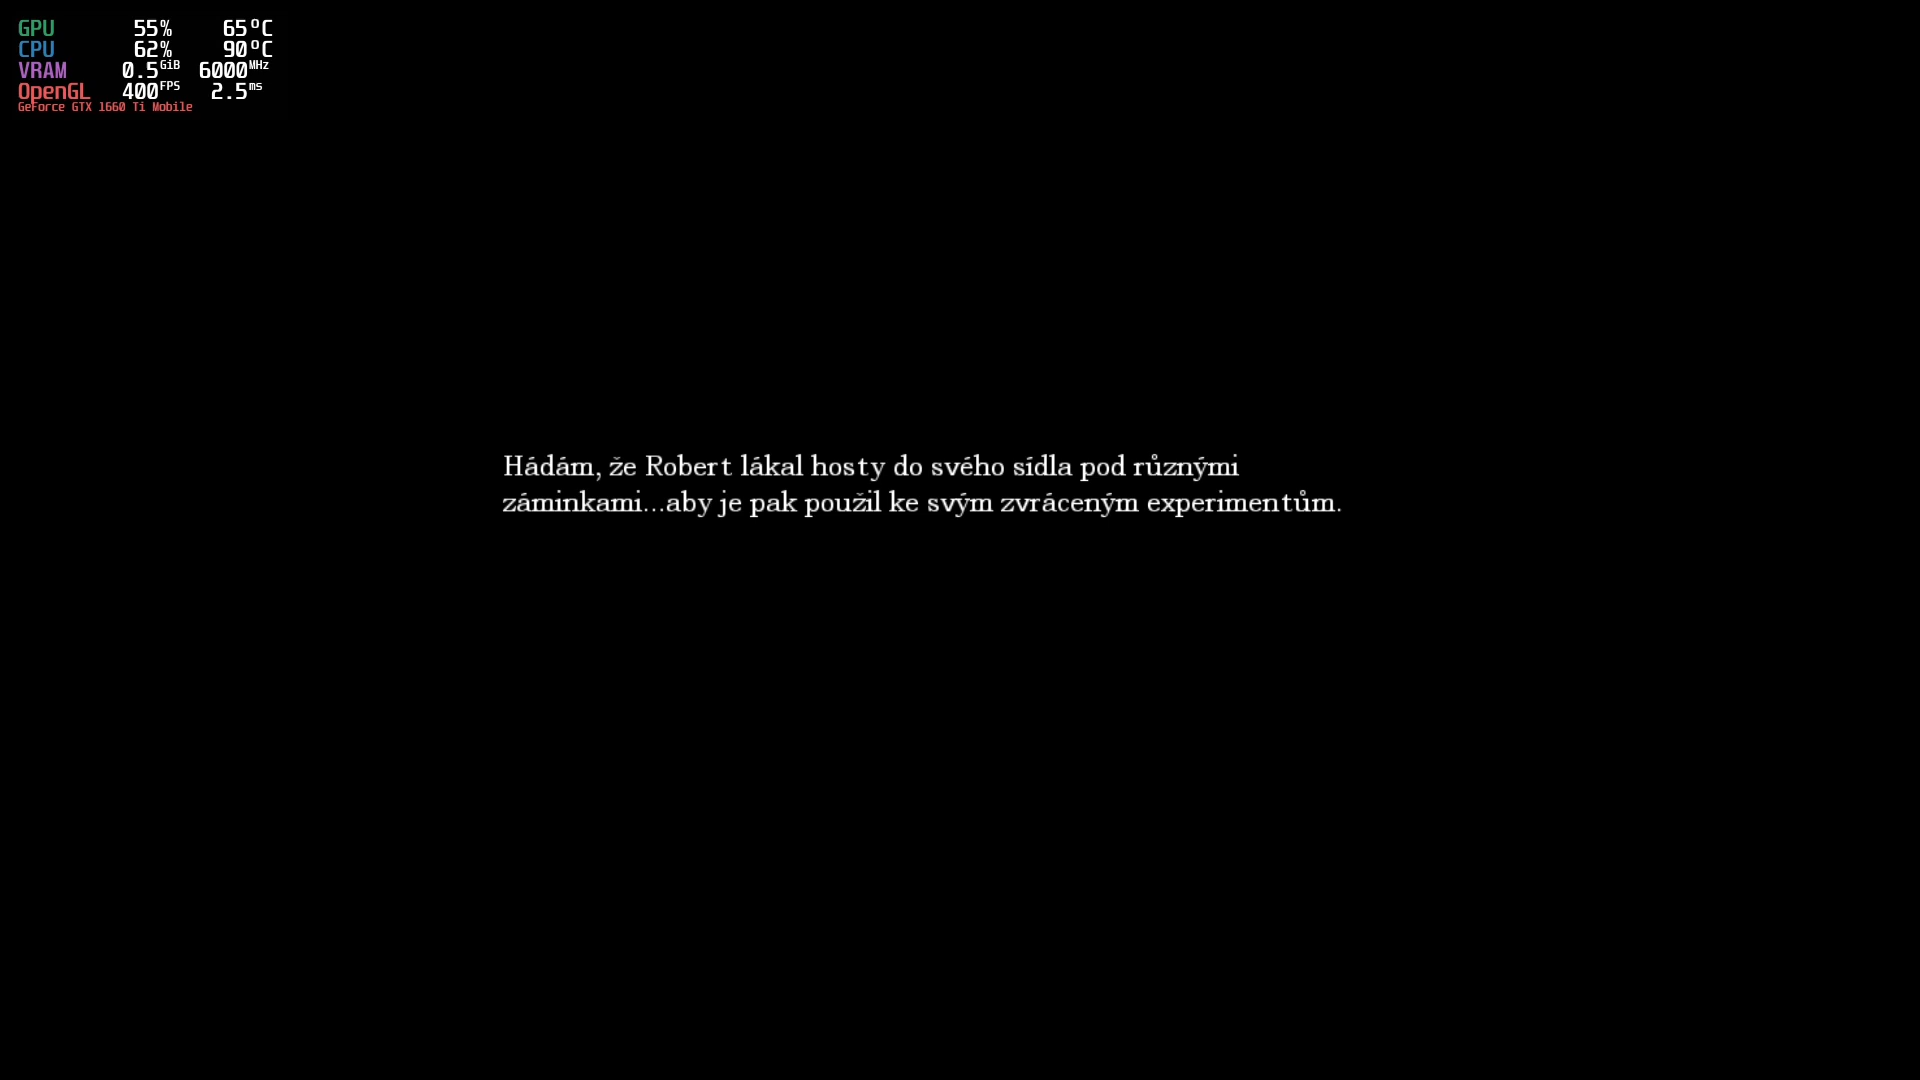 GPU 55% 65°C
CPU 62% 90°C
VRAM 0.5GiB 6000MHz
OpenGL 400FPS 2.5ms
GeForce GTX 1660 Ti Mobile
Hádám, že Robert lákal hosty do svého sídla pod různými
záminkami...aby je pak použil ke svým zvráceným experimentům.